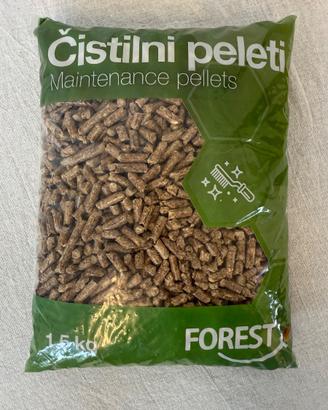 Čistilni peleti
Maintenance pellets
1,5 kg
FOREST